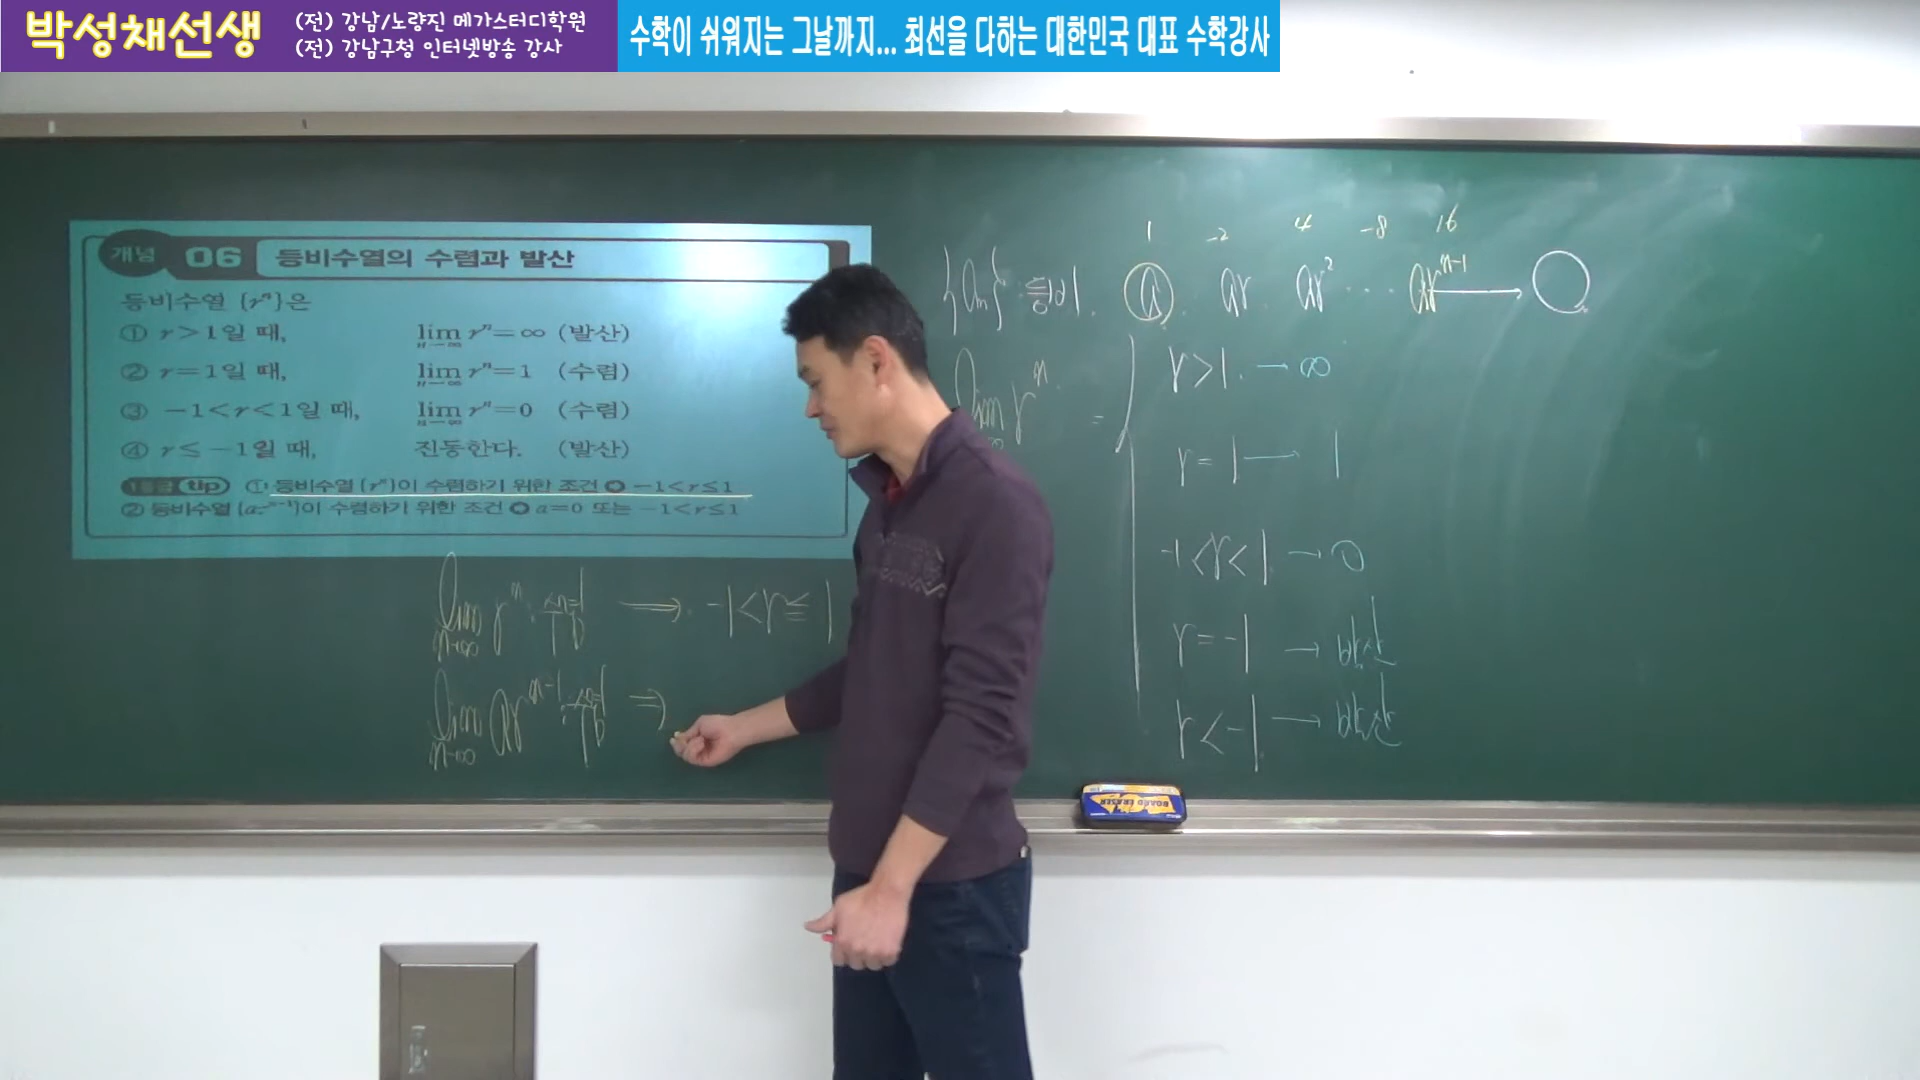 박성채선생
(전) 강남/노량진 메가스터디학원
(전) 강남구청 인터넷방송 강사
수학이 쉬워지는 그날까지... 최선을 다하는 대한민국 대표 수학강사
개념 06 등비수열의 수렴과 발산
등비수열 {rⁿ}은
① r>1일 때, lim n→∞ rⁿ=∞ (발산)
② r=1일 때, lim n→∞ rⁿ=1 (수렴)
③ -1<r<1일 때, lim n→∞ rⁿ=0 (수렴)
④ r≤-1일 때, 진동한다. (발산)
1등급 tip ① 등비수열 {rⁿ}이 수렴하기 위한 조건 ➡ -1<r≤1
② 등비수열 {arⁿ⁻¹}이 수렴하기 위한 조건 ➡ a=0 또는 -1<r≤1
lim n→∞ rⁿ 수렴 → -1<r≤1
lim n→∞ arⁿ⁻¹ 수렴 ⇒
1 -2 4 -8 16
{aₙ} 등비. a. ar. ar² ... arⁿ⁻¹ → ○
lim rⁿ = {
r>1. → ∞
r=1 → 1
-1<r<1 → 0
r=-1 → 발산
r<-1 → 발산
BOARD ERASER